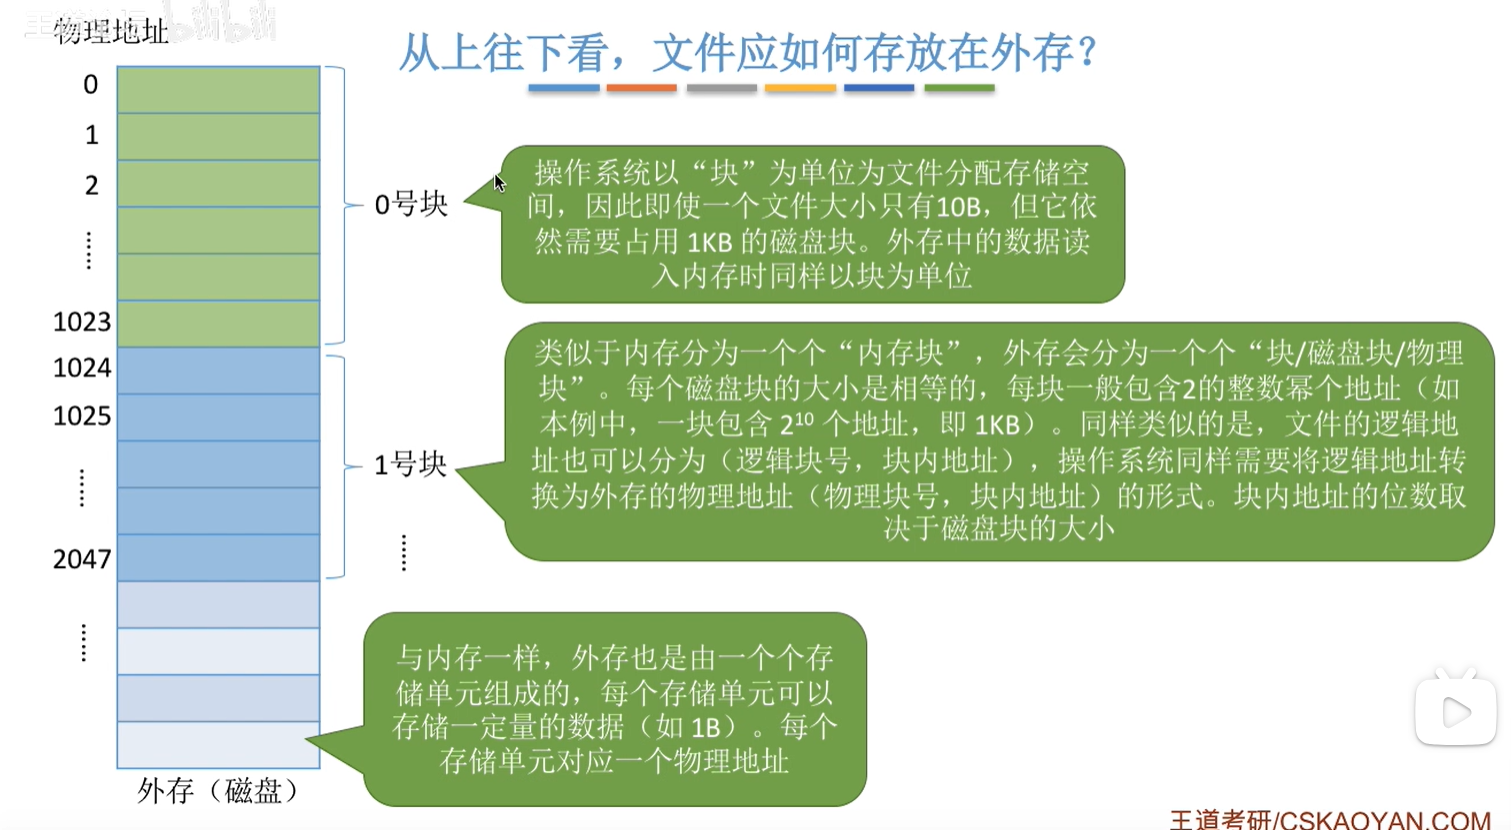 物理地址
从上往下看，文件应如何存放在外存？
0
1
2
……
1023
1024
1025
……
2047
……
外存（磁盘）
0号块
1号块
……
操作系统以“块”为单位为文件分配存储空
间，因此即使一个文件大小只有10B，但它依
然需要占用 1KB 的磁盘块。外存中的数据读
入内存时同样以块为单位
类似于内存分为一个个“内存块”，外存会分为一个个“块/磁盘块/物理
块”。每个磁盘块的大小是相等的，每块一般包含2的整数幂个地址（如
本例中，一块包含 2¹⁰ 个地址，即 1KB）。同样类似的是，文件的逻辑地
址也可以分为（逻辑块号，块内地址），操作系统同样需要将逻辑地址转
换为外存的物理地址（物理块号，块内地址）的形式。块内地址的位数取
决于磁盘块的大小
与内存一样，外存也是由一个个存
储单元组成的，每个存储单元可以
存储一定量的数据（如 1B）。每个
存储单元对应一个物理地址
王道考研/CSKAOYAN.COM